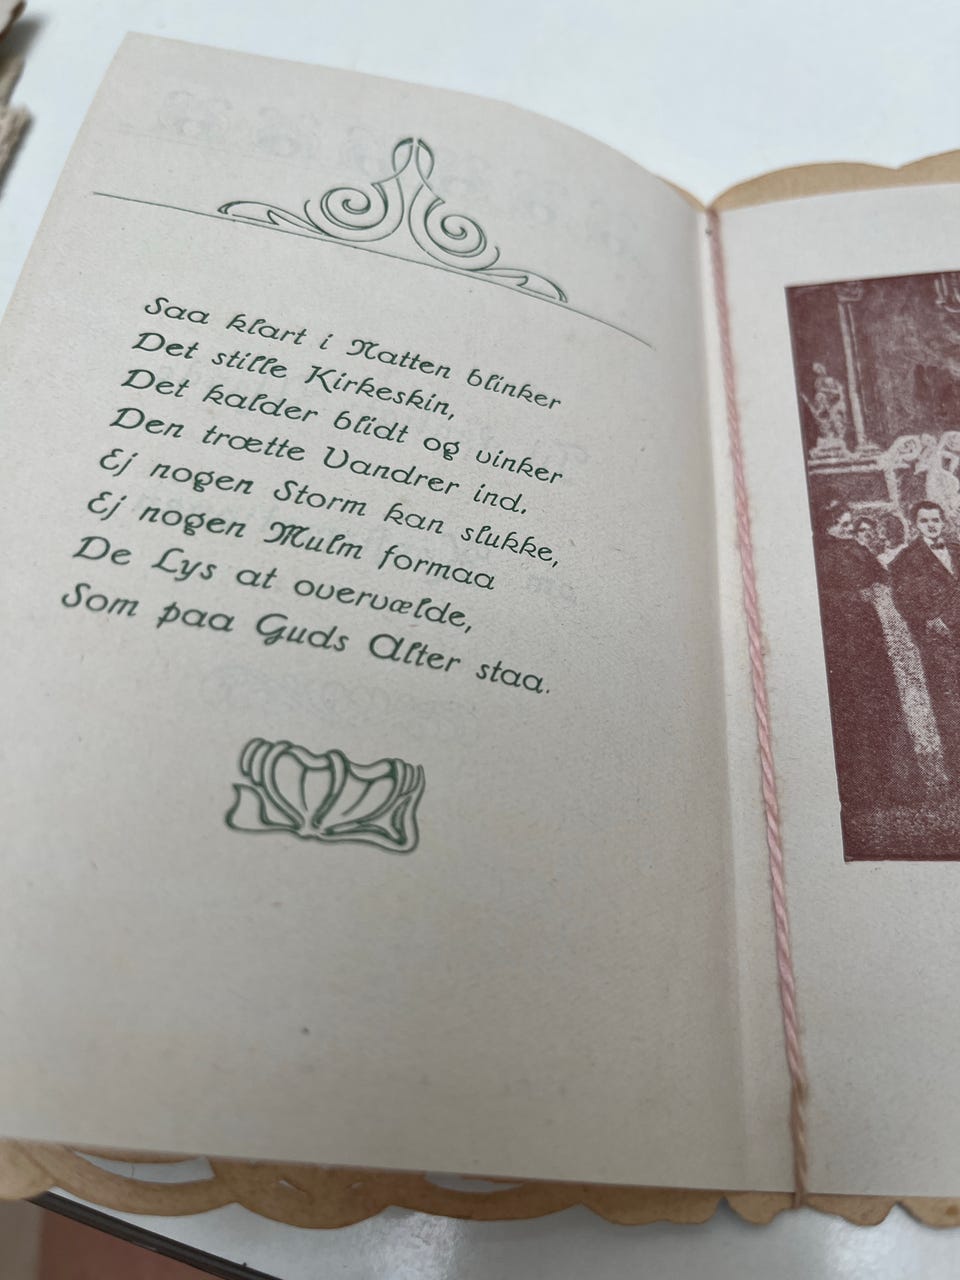 Saa klart i Natten blinker
Det stille Kirkeskin,
Det kalder blidt og vinker
Den trætte Vandrer ind.
Ej nogen Storm kan slukke,
Ej nogen Mulm formaa
De Lys at overvælde,
Som paa Guds Alter staa.